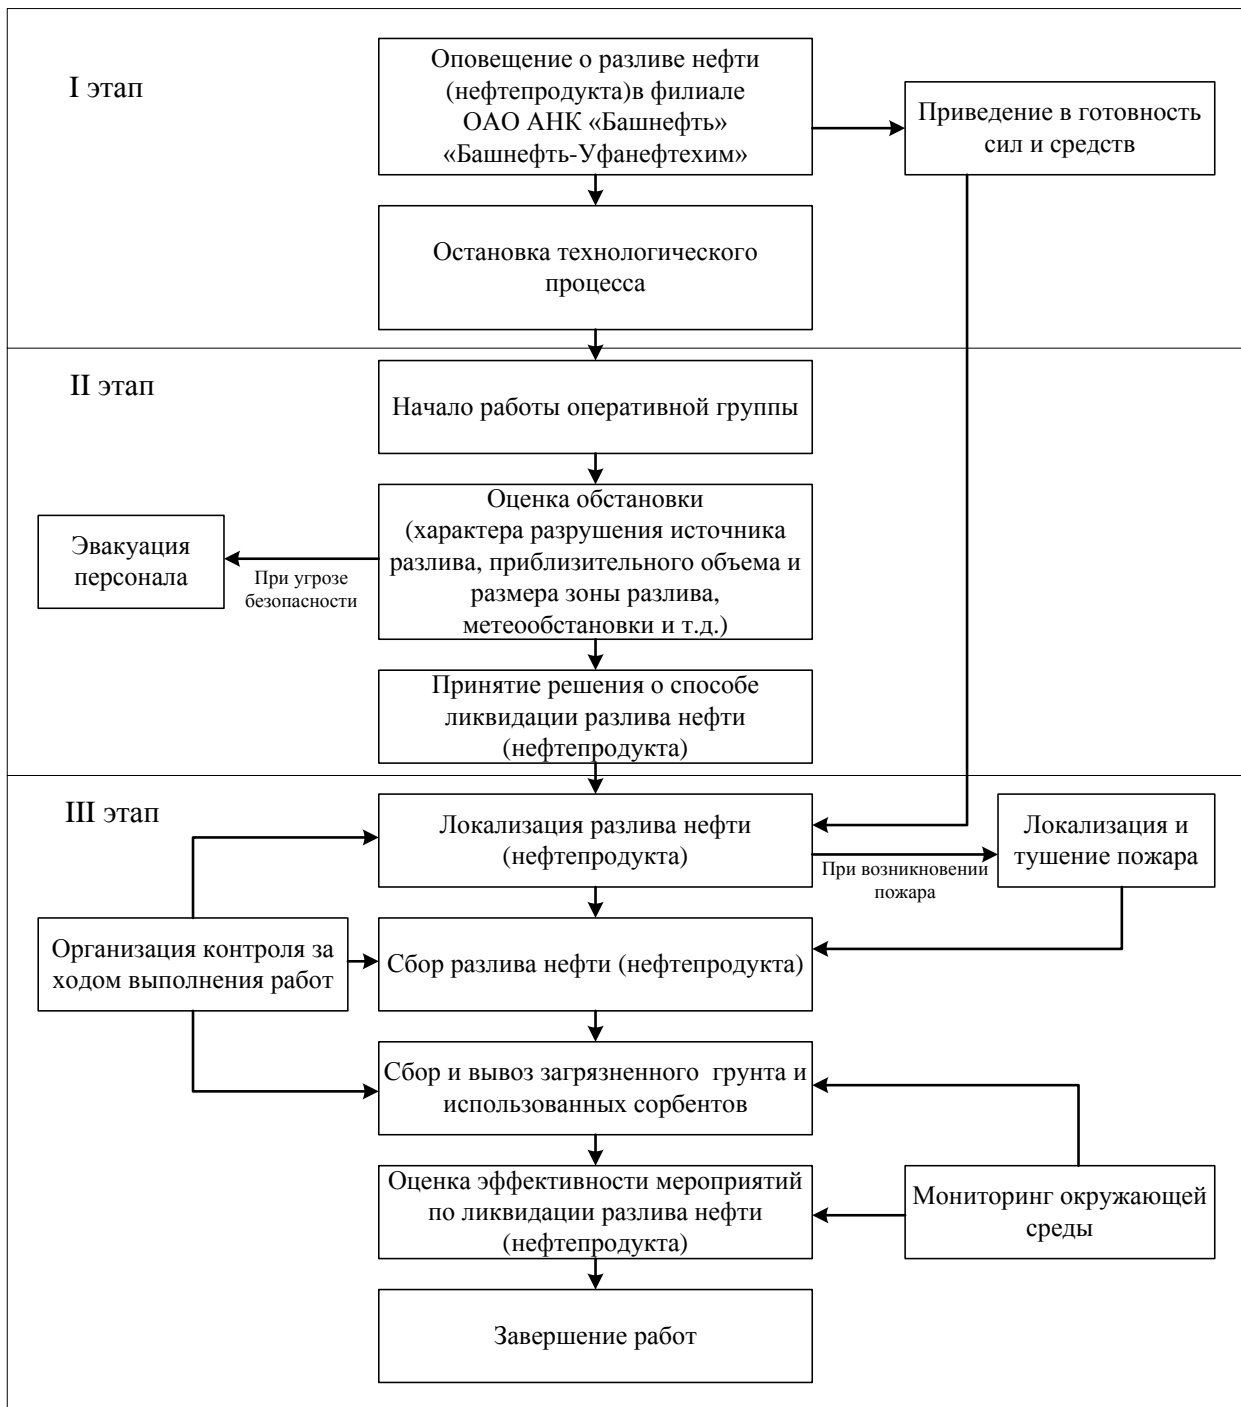 I этап
Оповещение о разливе нефти
(нефтепродукта)в филиале
ОАО АНК «Башнефть»
«Башнефть-Уфанефтехим»
Приведение в готовность
сил и средств
Остановка технологического
процесса
II этап
Начало работы оперативной группы
Оценка обстановки
(характера разрушения источника
разлива, приблизительного объема и
размера зоны разлива,
метеообстановки и т.д.)
Эвакуация
персонала
При угрозе
безопасности
Принятие решения о способе
ликвидации разлива нефти
(нефтепродукта)
III этап
Локализация разлива нефти
(нефтепродукта)
При возникновении
пожара
Локализация и
тушение пожара
Организация контроля за
ходом выполнения работ
Сбор разлива нефти (нефтепродукта)
Сбор и вывоз загрязненного  грунта и
использованных сорбентов
Оценка эффективности мероприятий
по ликвидации разлива нефти
(нефтепродукта)
Мониторинг окружающей
среды
Завершение работ